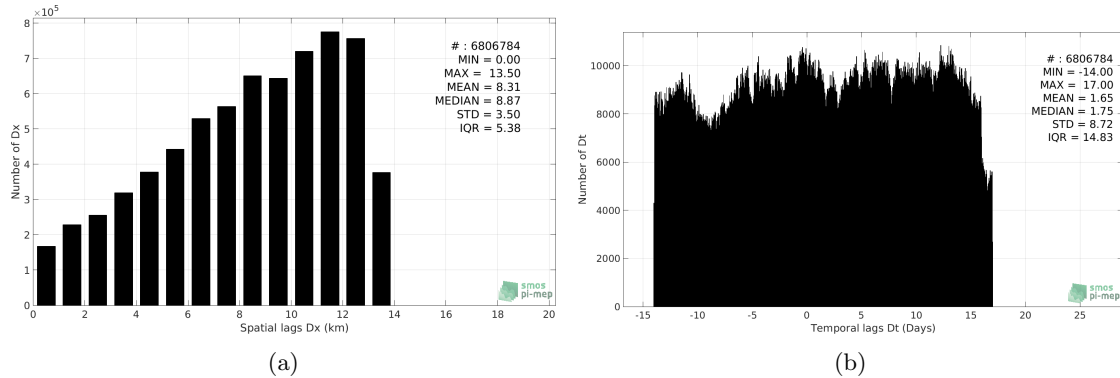 ×10⁵
8
7
6
5
4
3
2
1
0
Number of Dx
0 2 4 6 8 10 12 14 16 18 20
Spatial lags Dx (km)
# : 6806784
MIN = 0.00
MAX = 13.50
MEAN = 8.31
MEDIAN = 8.87
STD = 3.50
IQR = 5.38
smos
pi-mep
(a)
10000
8000
6000
4000
2000
0
Number of Dt
-15 -10 -5 0 5 10 15 20 25
Temporal lags Dt (Days)
# : 6806784
MIN = -14.00
MAX = 17.00
MEAN = 1.65
MEDIAN = 1.75
STD = 8.72
IQR = 14.83
smos
pi-mep
(b)